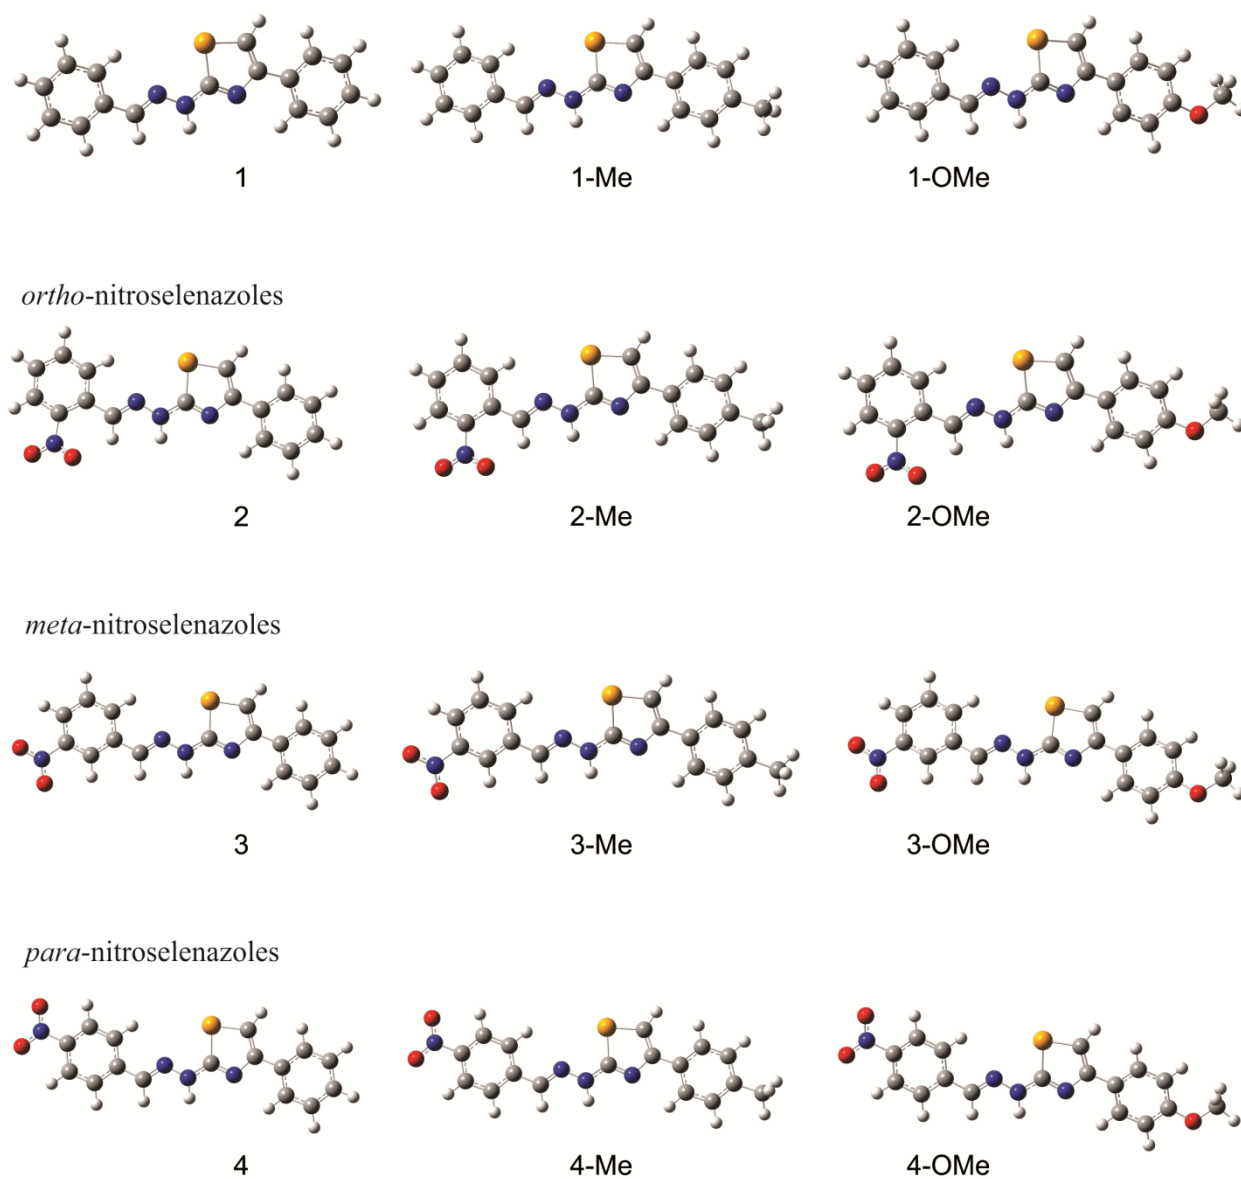 1 1-Me 1-OMe
ortho-nitroselenazoles
2 2-Me 2-OMe
meta-nitroselenazoles
3 3-Me 3-OMe
para-nitroselenazoles
4 4-Me 4-OMe